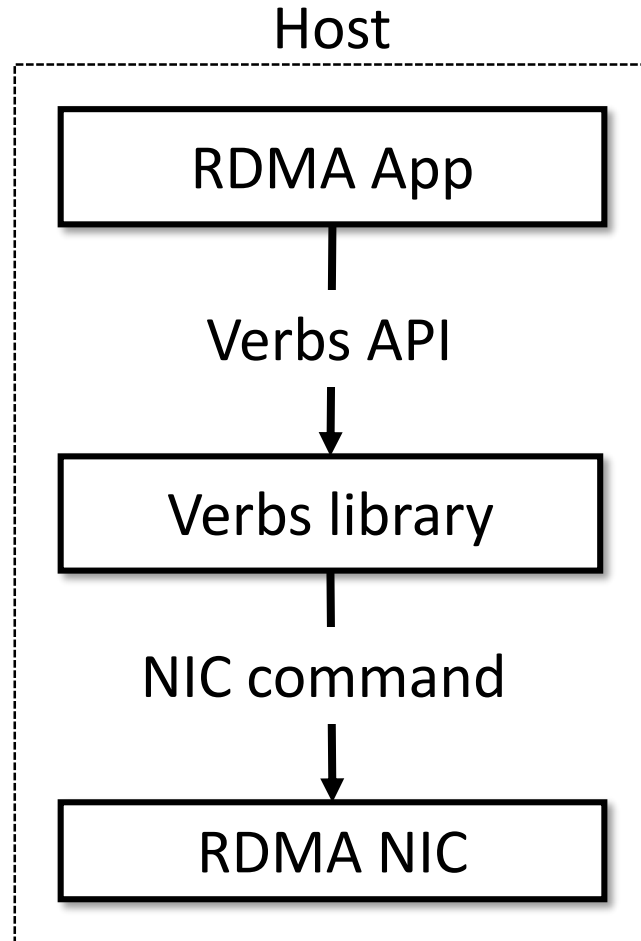 Host
RDMA App
Verbs API
Verbs library
NIC command
RDMA NIC